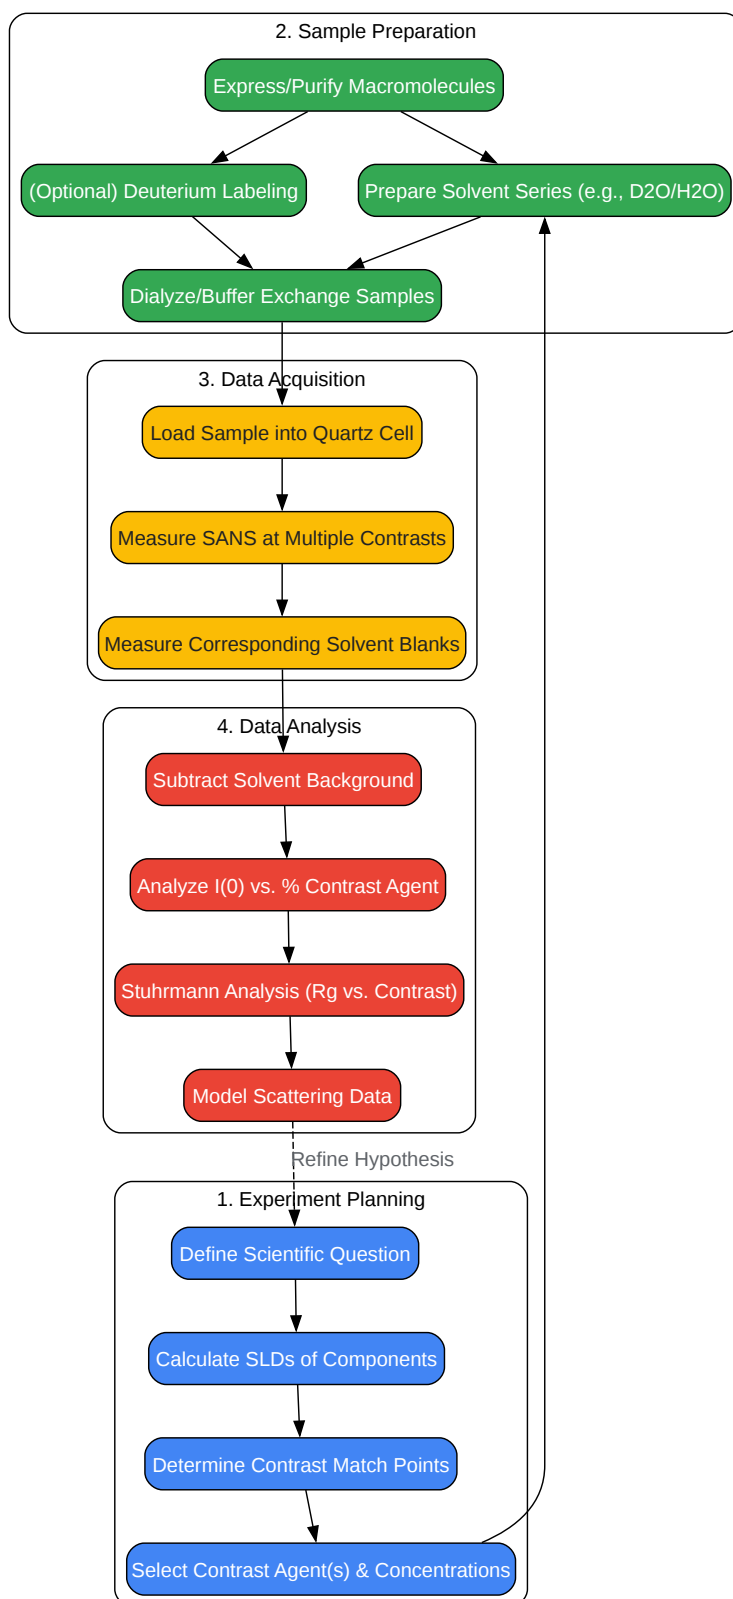 2. Sample Preparation
Express/Purify Macromolecules
(Optional) Deuterium Labeling
Prepare Solvent Series (e.g., D2O/H2O)
Dialyze/Buffer Exchange Samples
3. Data Acquisition
Load Sample into Quartz Cell
Measure SANS at Multiple Contrasts
Measure Corresponding Solvent Blanks
4. Data Analysis
Subtract Solvent Background
Analyze I(0) vs. % Contrast Agent
Stuhrmann Analysis (Rg vs. Contrast)
Model Scattering Data
Refine Hypothesis
1. Experiment Planning
Define Scientific Question
Calculate SLDs of Components
Determine Contrast Match Points
Select Contrast Agent(s) & Concentrations